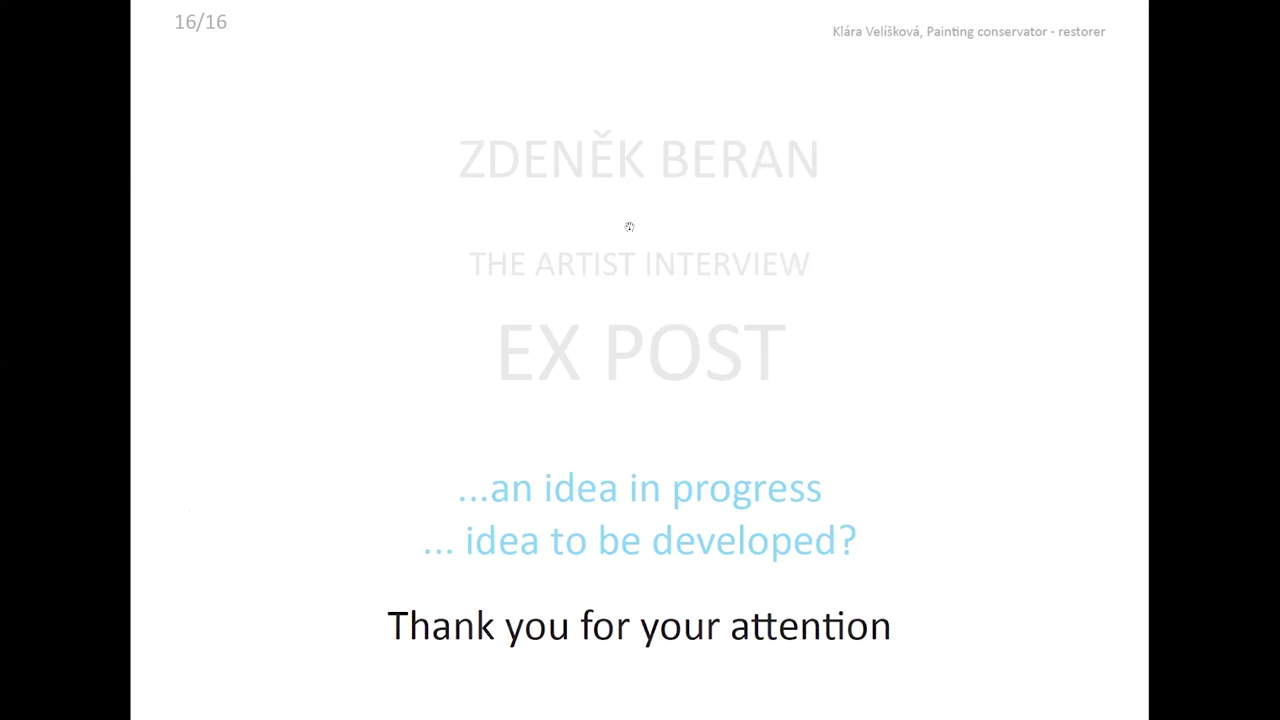 16/16
Klára Velíšková, Painting conservator - restorer
ZDENĚK BERAN
THE ARTIST INTERVIEW
EX POST
...an idea in progress
... idea to be developed?
Thank you for your attention